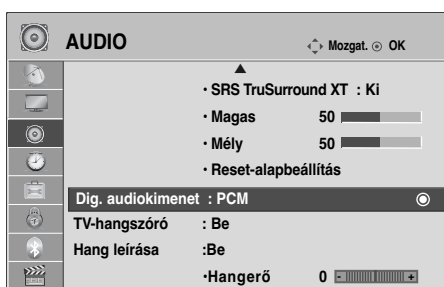 AUDIO
Mozgat. OK
• SRS TruSurround XT : Ki
• Magas 50
• Mély 50
• Reset-alapbeállítás
Dig. audiokimenet : PCM
TV-hangszóró : Be
Hang leírása :Be
•Hangerő 0 - +